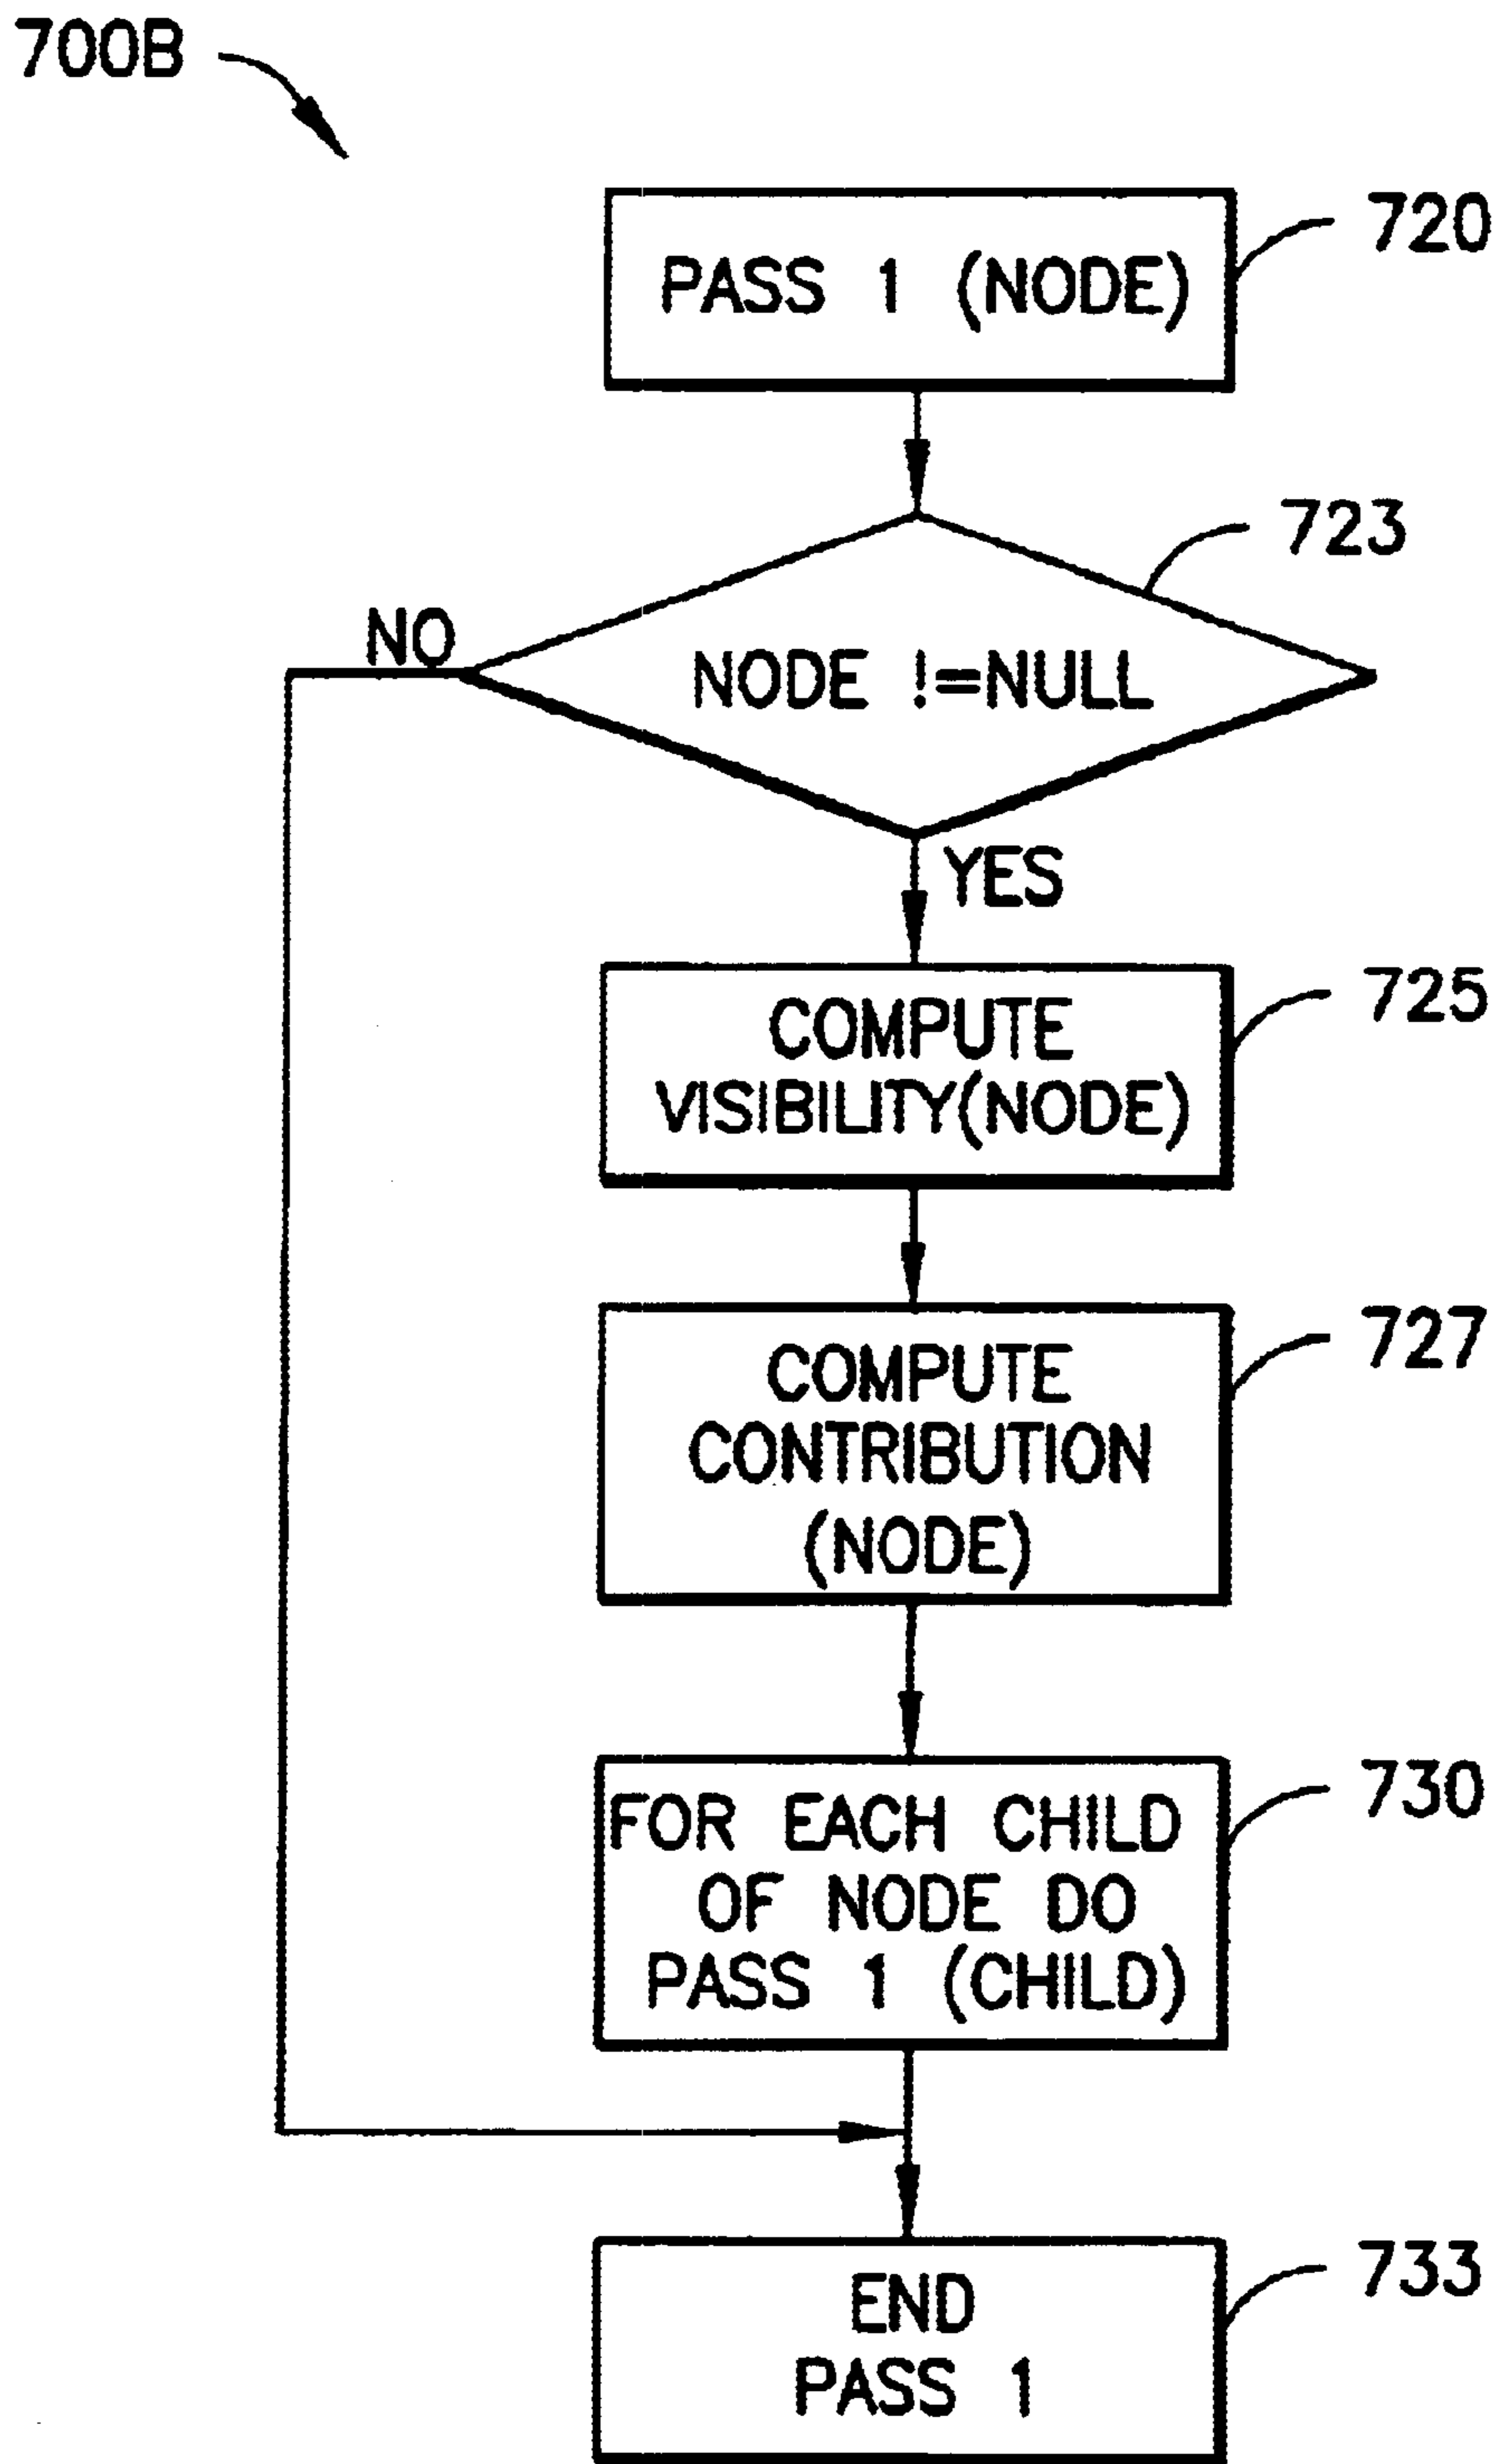 700B
PASS 1 (NODE)
720
723
NO
NODE !=NULL
YES
COMPUTE
VISIBILITY(NODE)
725
COMPUTE
CONTRIBUTION
(NODE)
727
FOR EACH CHILD
OF NODE DO
PASS 1 (CHILD)
730
END
PASS 1
733